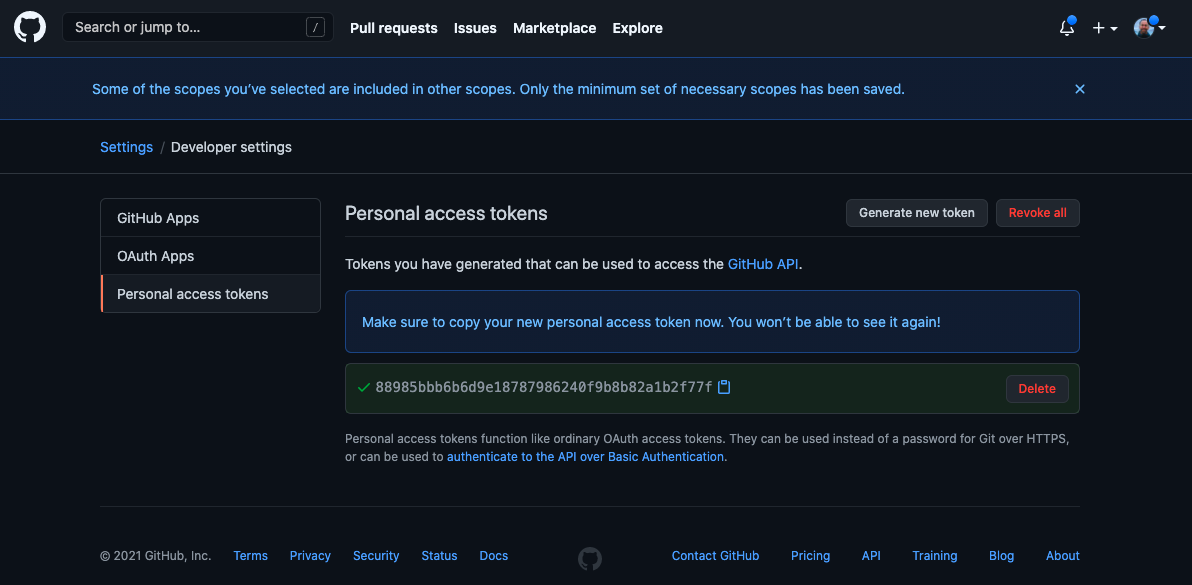 Search or jump to... /
Pull requests Issues Marketplace Explore
Some of the scopes you’ve selected are included in other scopes. Only the minimum set of necessary scopes has been saved.
Settings / Developer settings
GitHub Apps
OAuth Apps
Personal access tokens
Personal access tokens
Generate new token Revoke all
Tokens you have generated that can be used to access the GitHub API.
Make sure to copy your new personal access token now. You won’t be able to see it again!
88985bbb6b6d9e18787986240f9b8b82a1b2f77f
Delete
Personal access tokens function like ordinary OAuth access tokens. They can be used instead of a password for Git over HTTPS,
or can be used to authenticate to the API over Basic Authentication.
© 2021 GitHub, Inc. Terms Privacy Security Status Docs Contact GitHub Pricing API Training Blog About